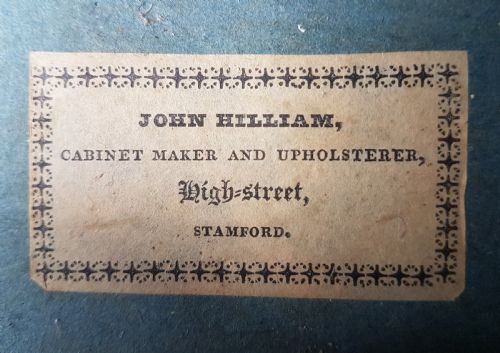 JOHN HILLIAM,
CABINET MAKER AND UPHOLSTERER,
High-street,
STAMFORD.